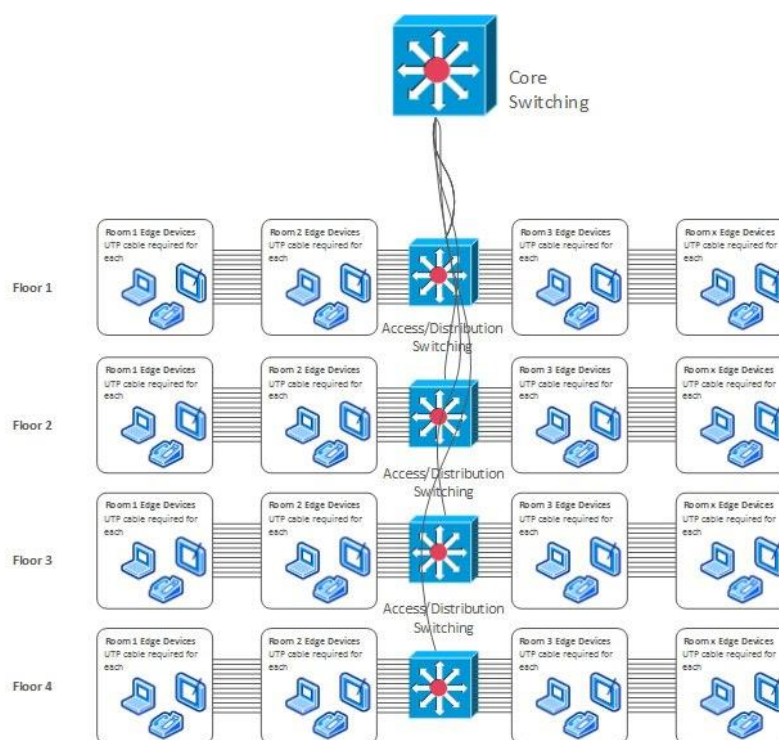 Core
Switching
Floor 1
Room 1 Edge Devices
UTP cable required for
each
Room 2 Edge Devices
UTP cable required for
each
Access/Distribution
Switching
Room 3 Edge Devices
UTP cable required for
each
Room x Edge Devices
UTP cable required for
each
Floor 2
Room 1 Edge Devices
UTP cable required for
each
Room 2 Edge Devices
UTP cable required for
each
Access/Distribution
Switching
Room 3 Edge Devices
UTP cable required for
each
Room x Edge Devices
UTP cable required for
each
Floor 3
Room 1 Edge Devices
UTP cable required for
each
Room 2 Edge Devices
UTP cable required for
each
Access/Distribution
Switching
Room 3 Edge Devices
UTP cable required for
each
Room x Edge Devices
UTP cable required for
each
Floor 4
Room 1 Edge Devices
UTP cable required for
each
Room 2 Edge Devices
UTP cable required for
each
Room 3 Edge Devices
UTP cable required for
each
Room x Edge Devices
UTP cable required for
each